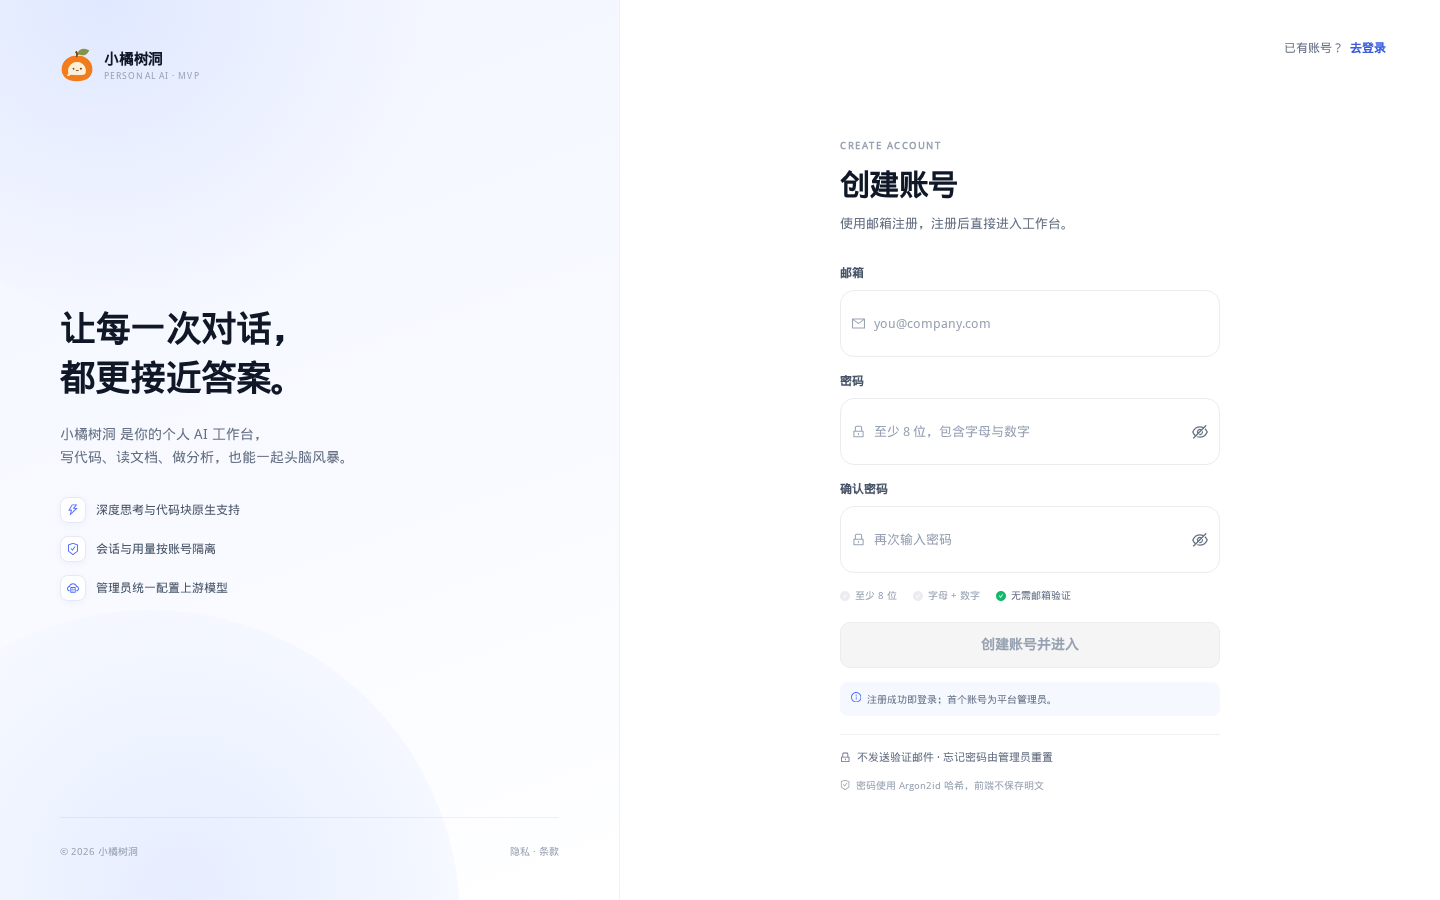 小橘树洞
PERSONAL AI · MVP
让每一次对话，
都更接近答案。
小橘树洞 是你的个人 AI 工作台，
写代码、读文档、做分析，也能一起头脑风暴。
深度思考与代码块原生支持
会话与用量按账号隔离
管理员统一配置上游模型
© 2026 小橘树洞
隐私 · 条款
已有账号？ 去登录
CREATE ACCOUNT
创建账号
使用邮箱注册，注册后直接进入工作台。
邮箱
you@company.com
密码
至少 8 位，包含字母与数字
确认密码
再次输入密码
至少 8 位 字母 + 数字 无需邮箱验证
创建账号并进入
注册成功即登录；首个账号为平台管理员。
不发送验证邮件 · 忘记密码由管理员重置
密码使用 Argon2id 哈希，前端不保存明文